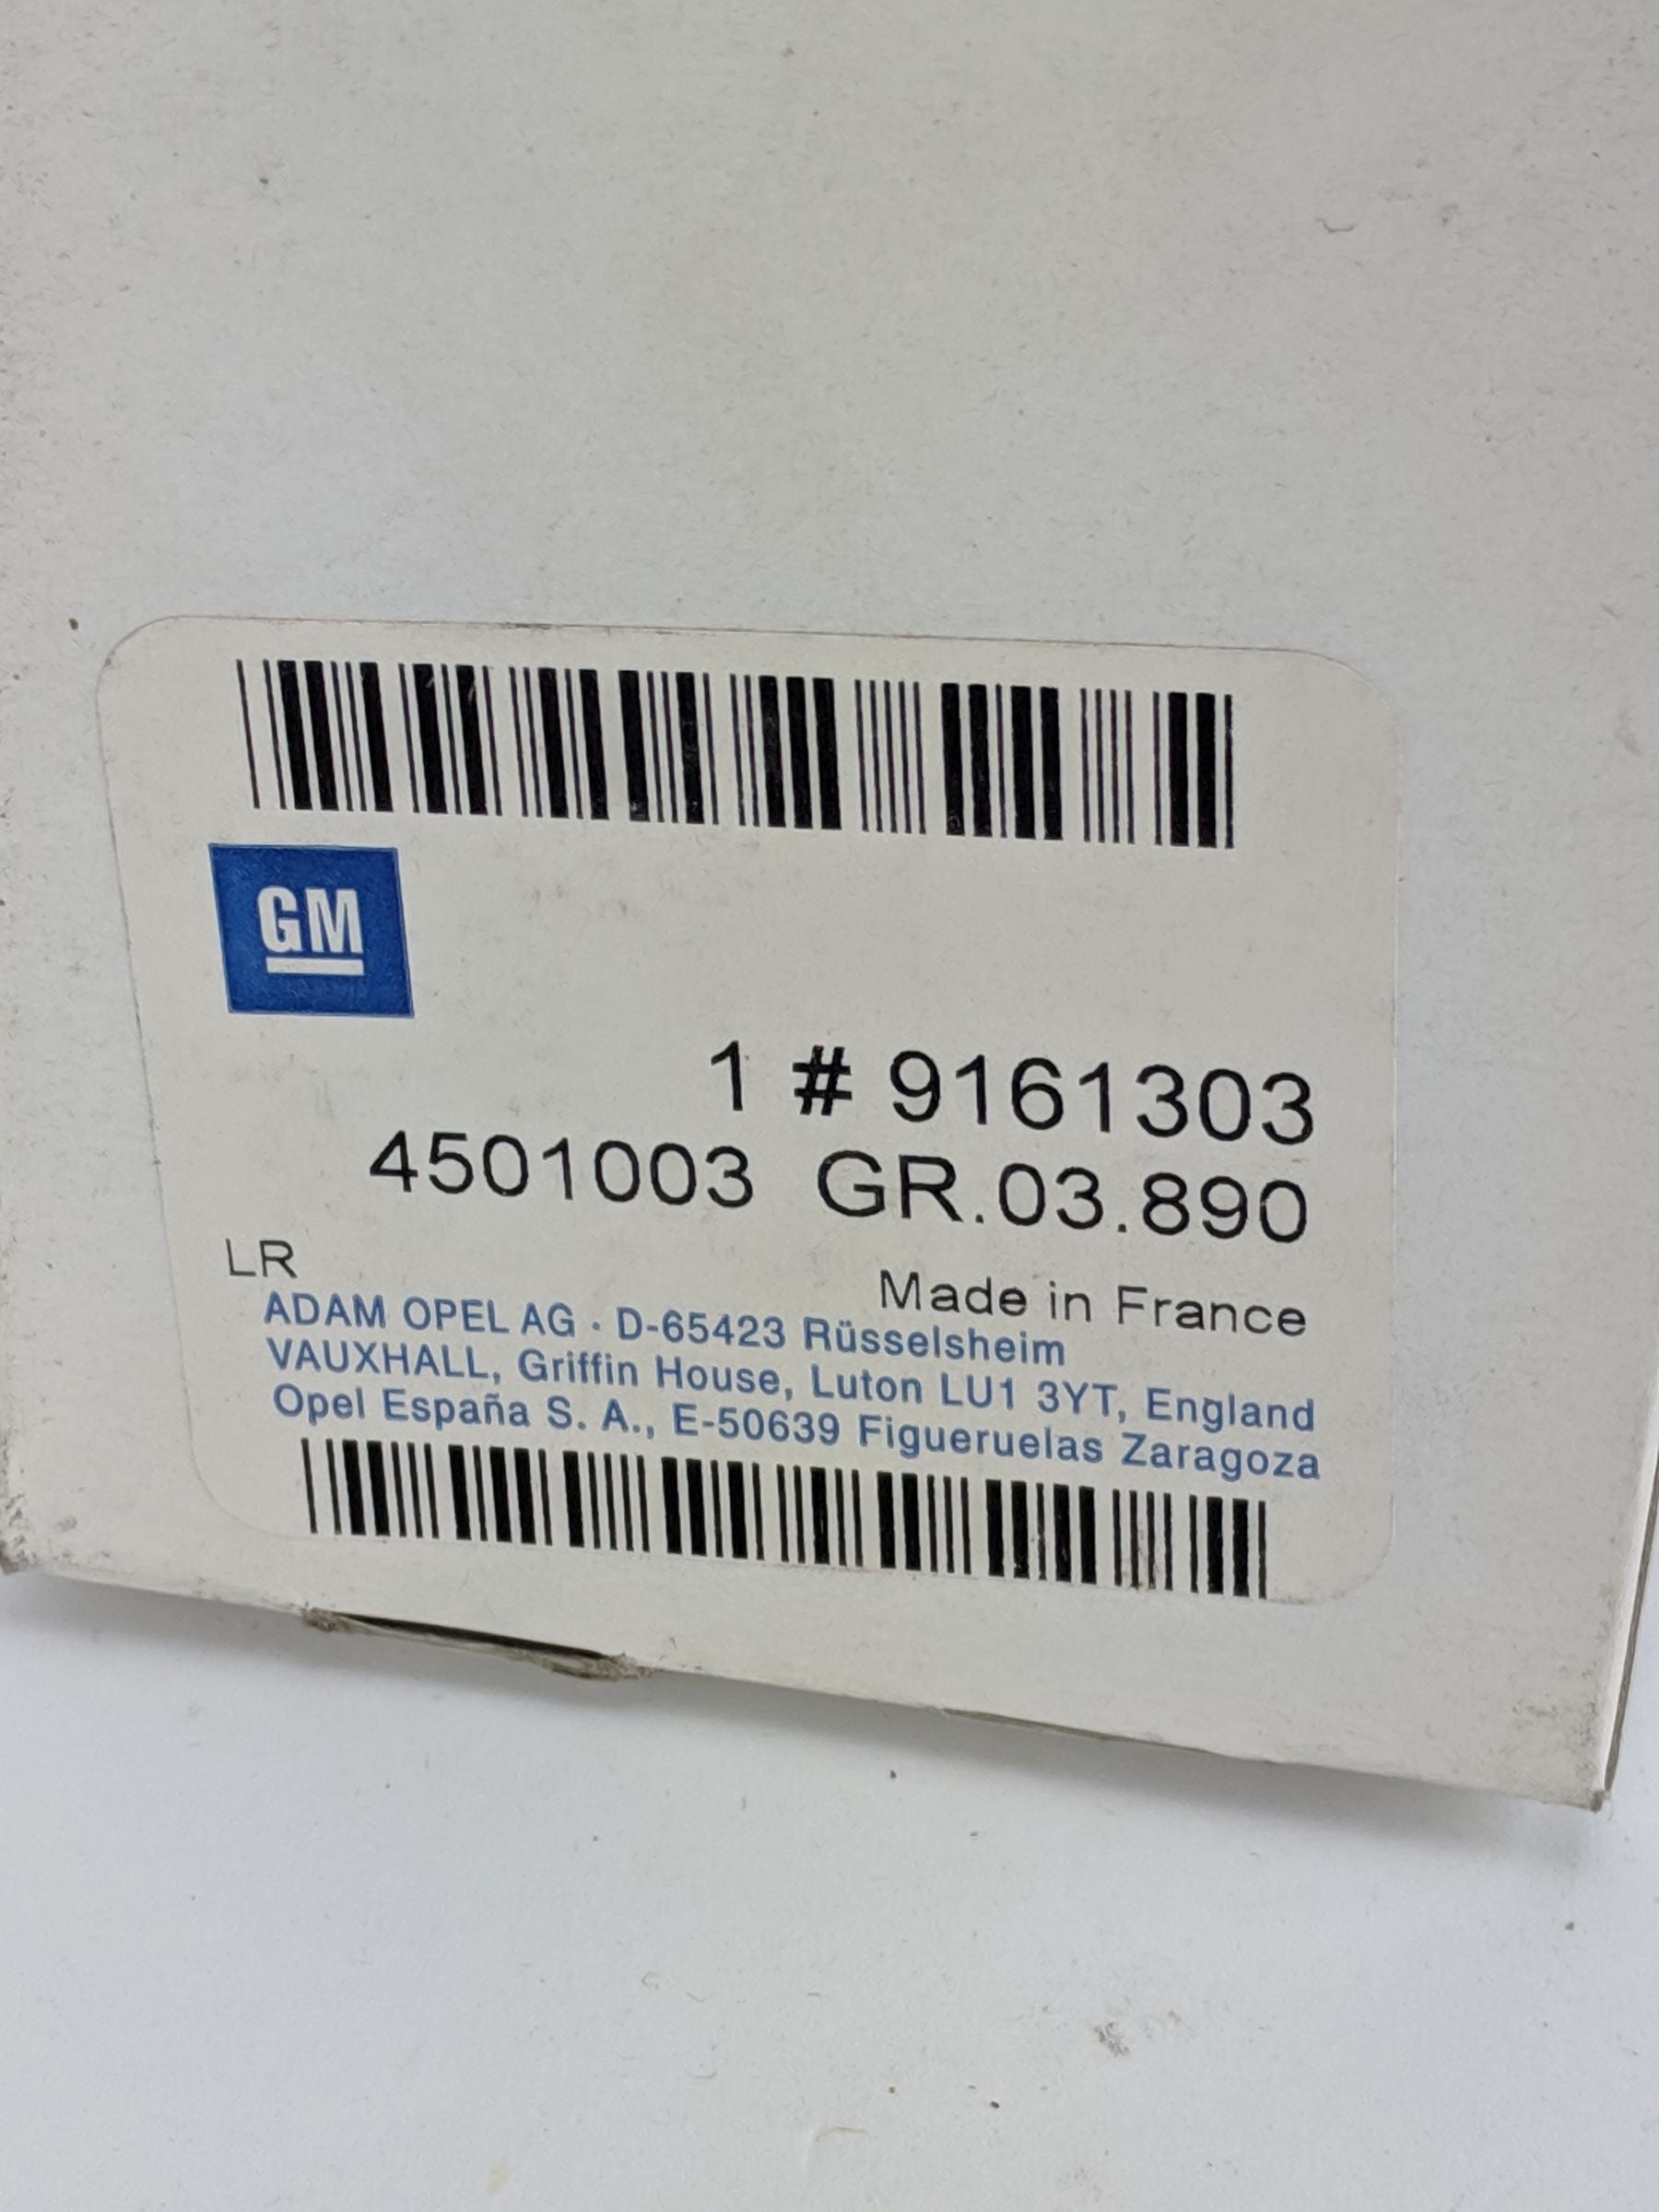 GM
1 # 9161303
4501003 GR.03.890
LR
Made in France
ADAM OPEL AG · D-65423 Rüsselsheim
VAUXHALL, Griffin House, Luton LU1 3YT, England
Opel España S. A., E-50639 Figueruelas Zaragoza